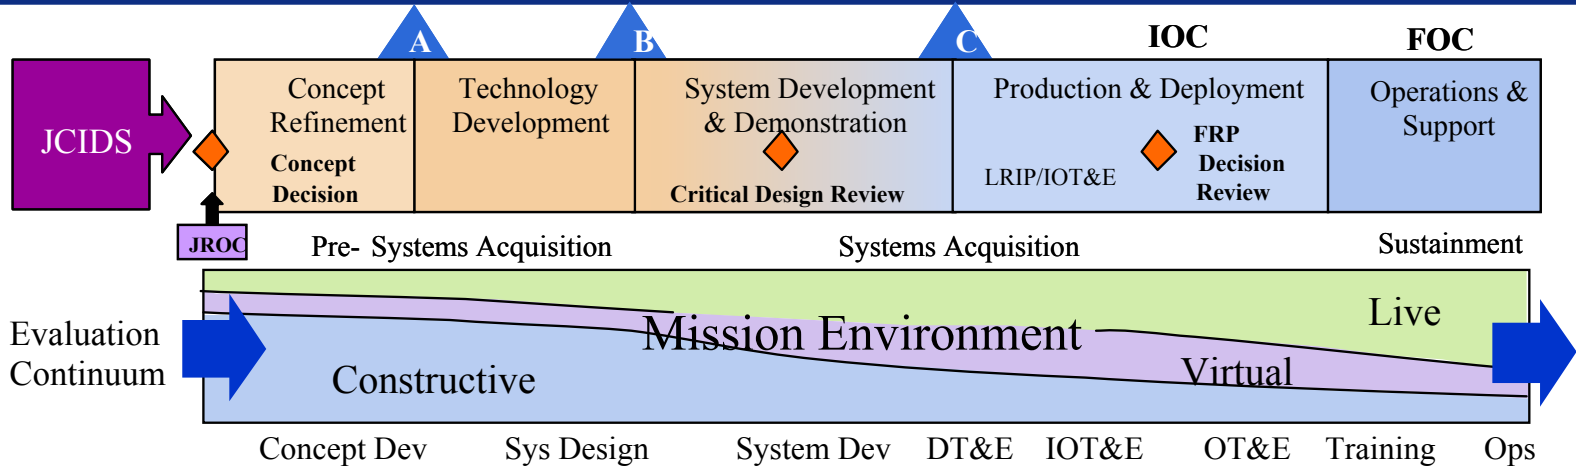 A
B
C
IOC
FOC
JCIDS
Concept
Refinement
Concept
Decision
Technology
Development
System Development
& Demonstration
Critical Design Review
Production & Deployment
LRIP/IOT&E
FRP
Decision
Review
Operations &
Support
JROC
Pre- Systems Acquisition
Systems Acquisition
Sustainment
Evaluation
Continuum
Mission Environment
Live
Virtual
Constructive
Concept Dev
Sys Design
System Dev
DT&E
IOT&E
OT&E
Training
Ops